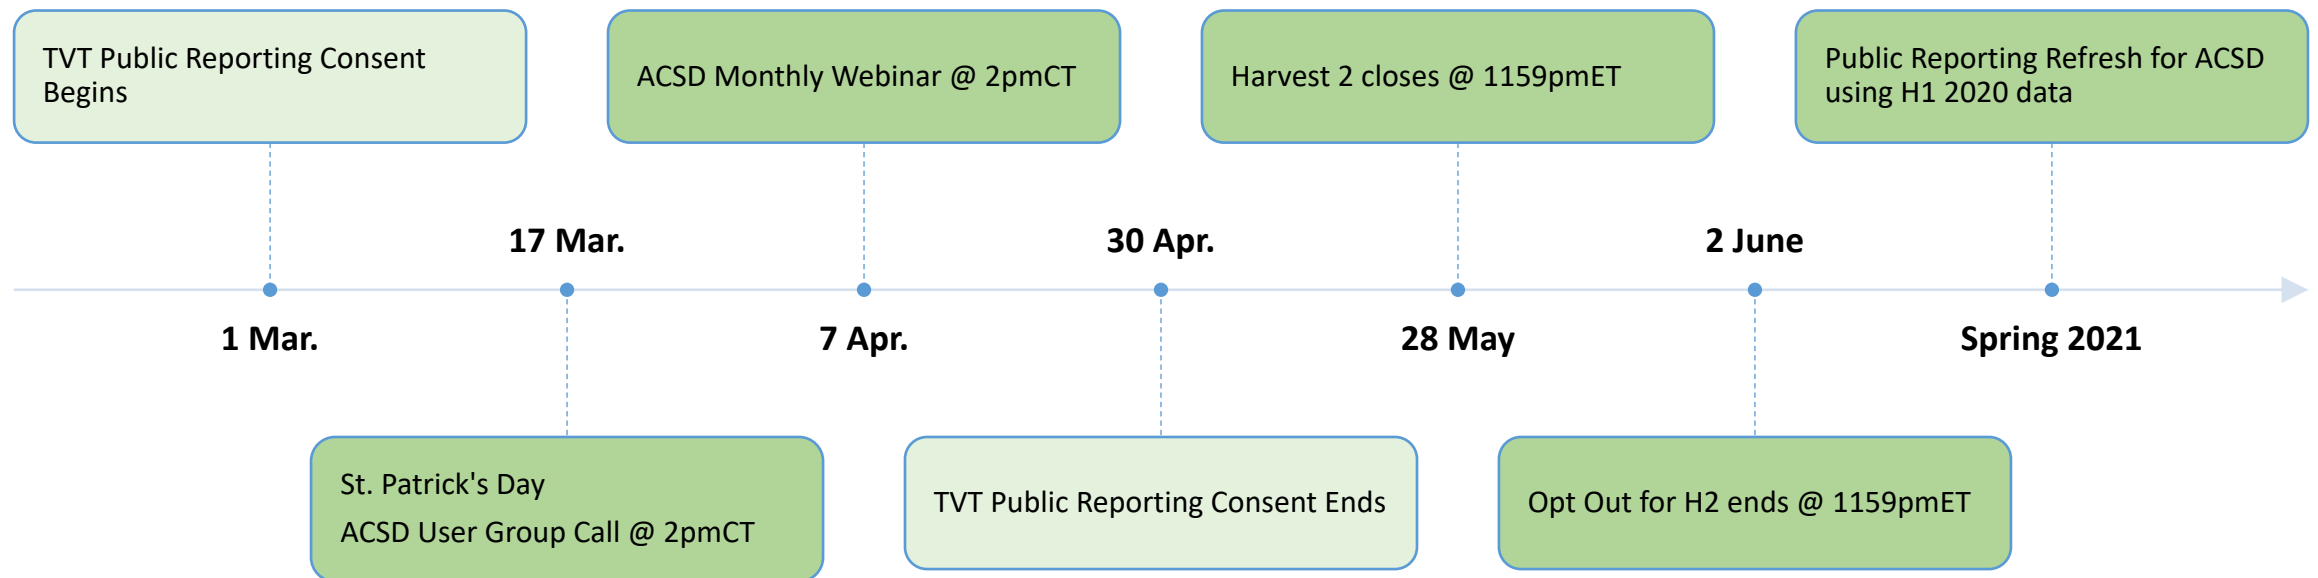 TVT Public Reporting Consent
Begins
ACSD Monthly Webinar @ 2pmCT
Harvest 2 closes @ 1159pmET
Public Reporting Refresh for ACSD
using H1 2020 data
17 Mar.
30 Apr.
2 June
1 Mar.
7 Apr.
28 May
Spring 2021
St. Patrick's Day
ACSD User Group Call @ 2pmCT
TVT Public Reporting Consent Ends
Opt Out for H2 ends @ 1159pmET